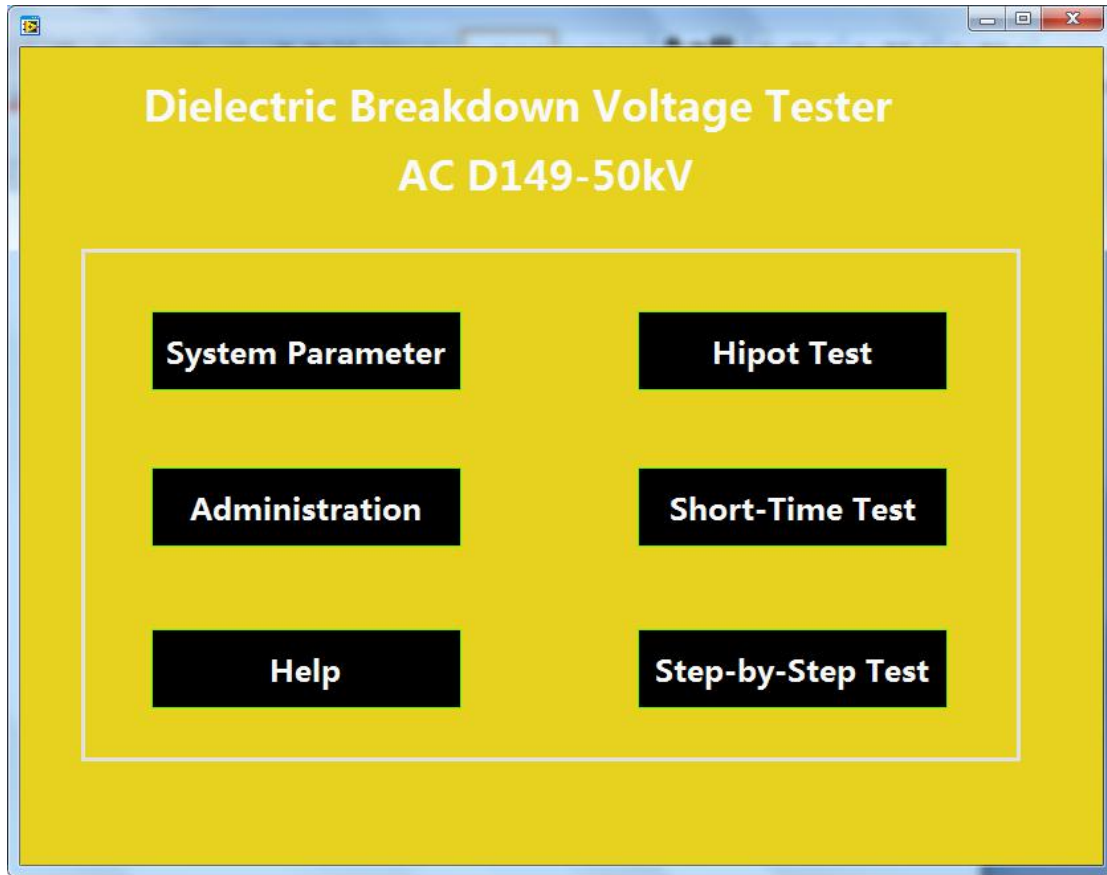 Dielectric Breakdown Voltage Tester
AC D149-50kV
System Parameter
Hipot Test
Administration
Short-Time Test
Help
Step-by-Step Test